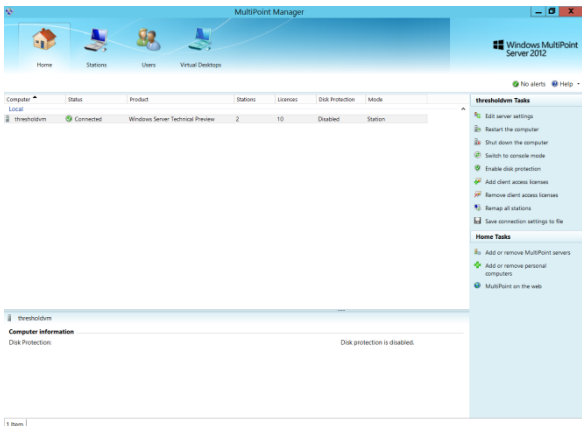 MultiPoint Manager
Home
Stations
Users
Virtual Desktops
Windows MultiPoint
Server 2012
No alerts
Help
Computer
Status
Product
Stations
Licenses
Disk Protection
Mode
Local
thresholdvm
Connected
Windows Server Technical Preview
2
10
Disabled
Station
thresholdvm Tasks
Edit server settings
Restart the computer
Shut down the computer
Switch to console mode
Enable disk protection
Add client access licenses
Remove client access licenses
Remap all stations
Save connection settings to file
Home Tasks
Add or remove MultiPoint servers
Add or remove personal
computers
MultiPoint on the web
thresholdvm
Computer information
Disk Protection:
Disk protection is disabled.
1 Item